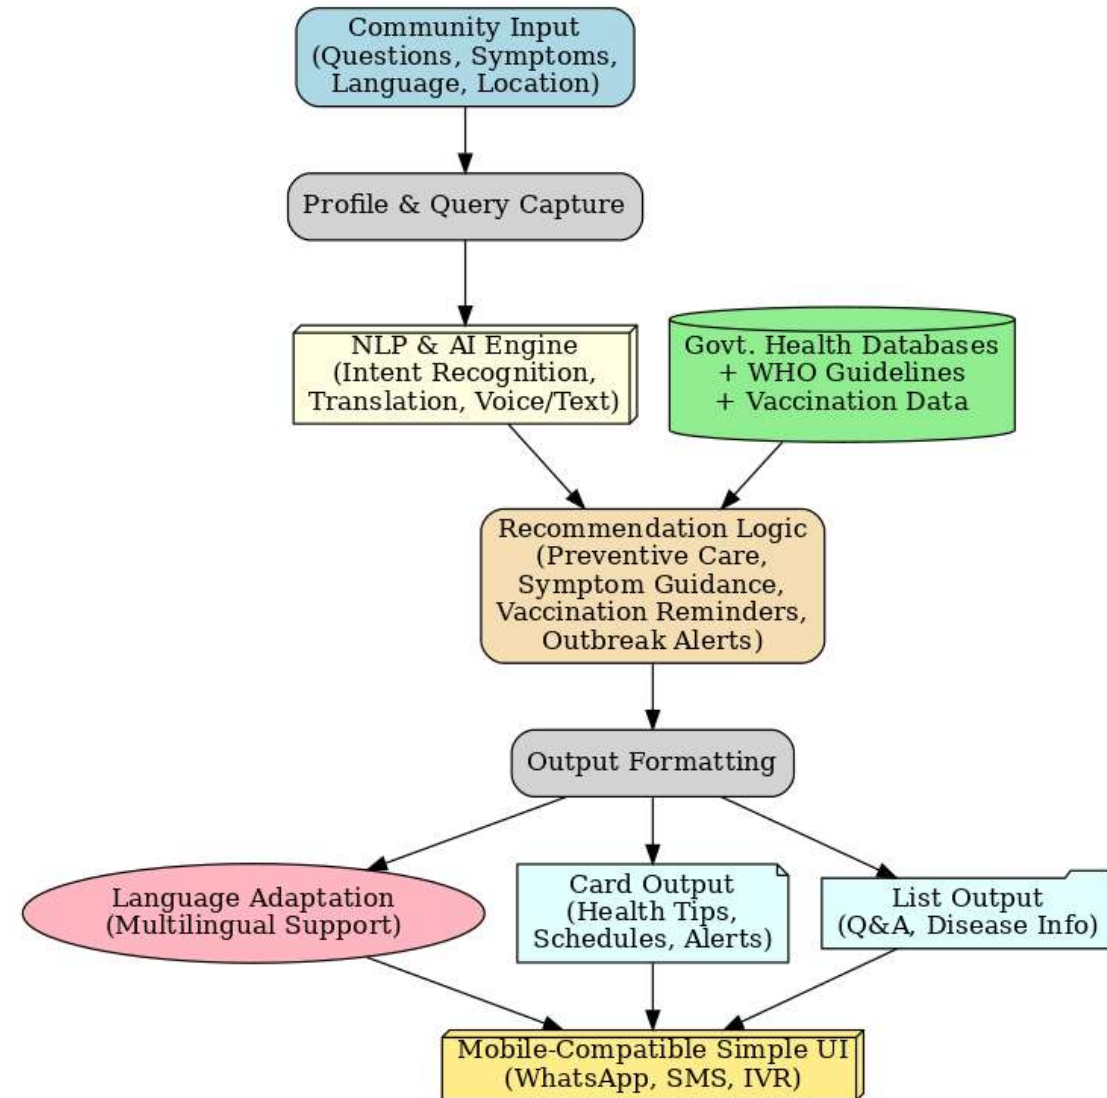 Community Input
(Questions, Symptoms,
Language, Location)
Profile & Query Capture
NLP & AI Engine
(Intent Recognition,
Translation, Voice/Text)
Govt. Health Databases
+ WHO Guidelines
+ Vaccination Data
Recommendation Logic
(Preventive Care,
Symptom Guidance,
Vaccination Reminders,
Outbreak Alerts)
Output Formatting
Language Adaptation
(Multilingual Support)
Card Output
(Health Tips,
Schedules, Alerts)
List Output
(Q&A, Disease Info)
Mobile-Compatible Simple UI
(WhatsApp, SMS, IVR)